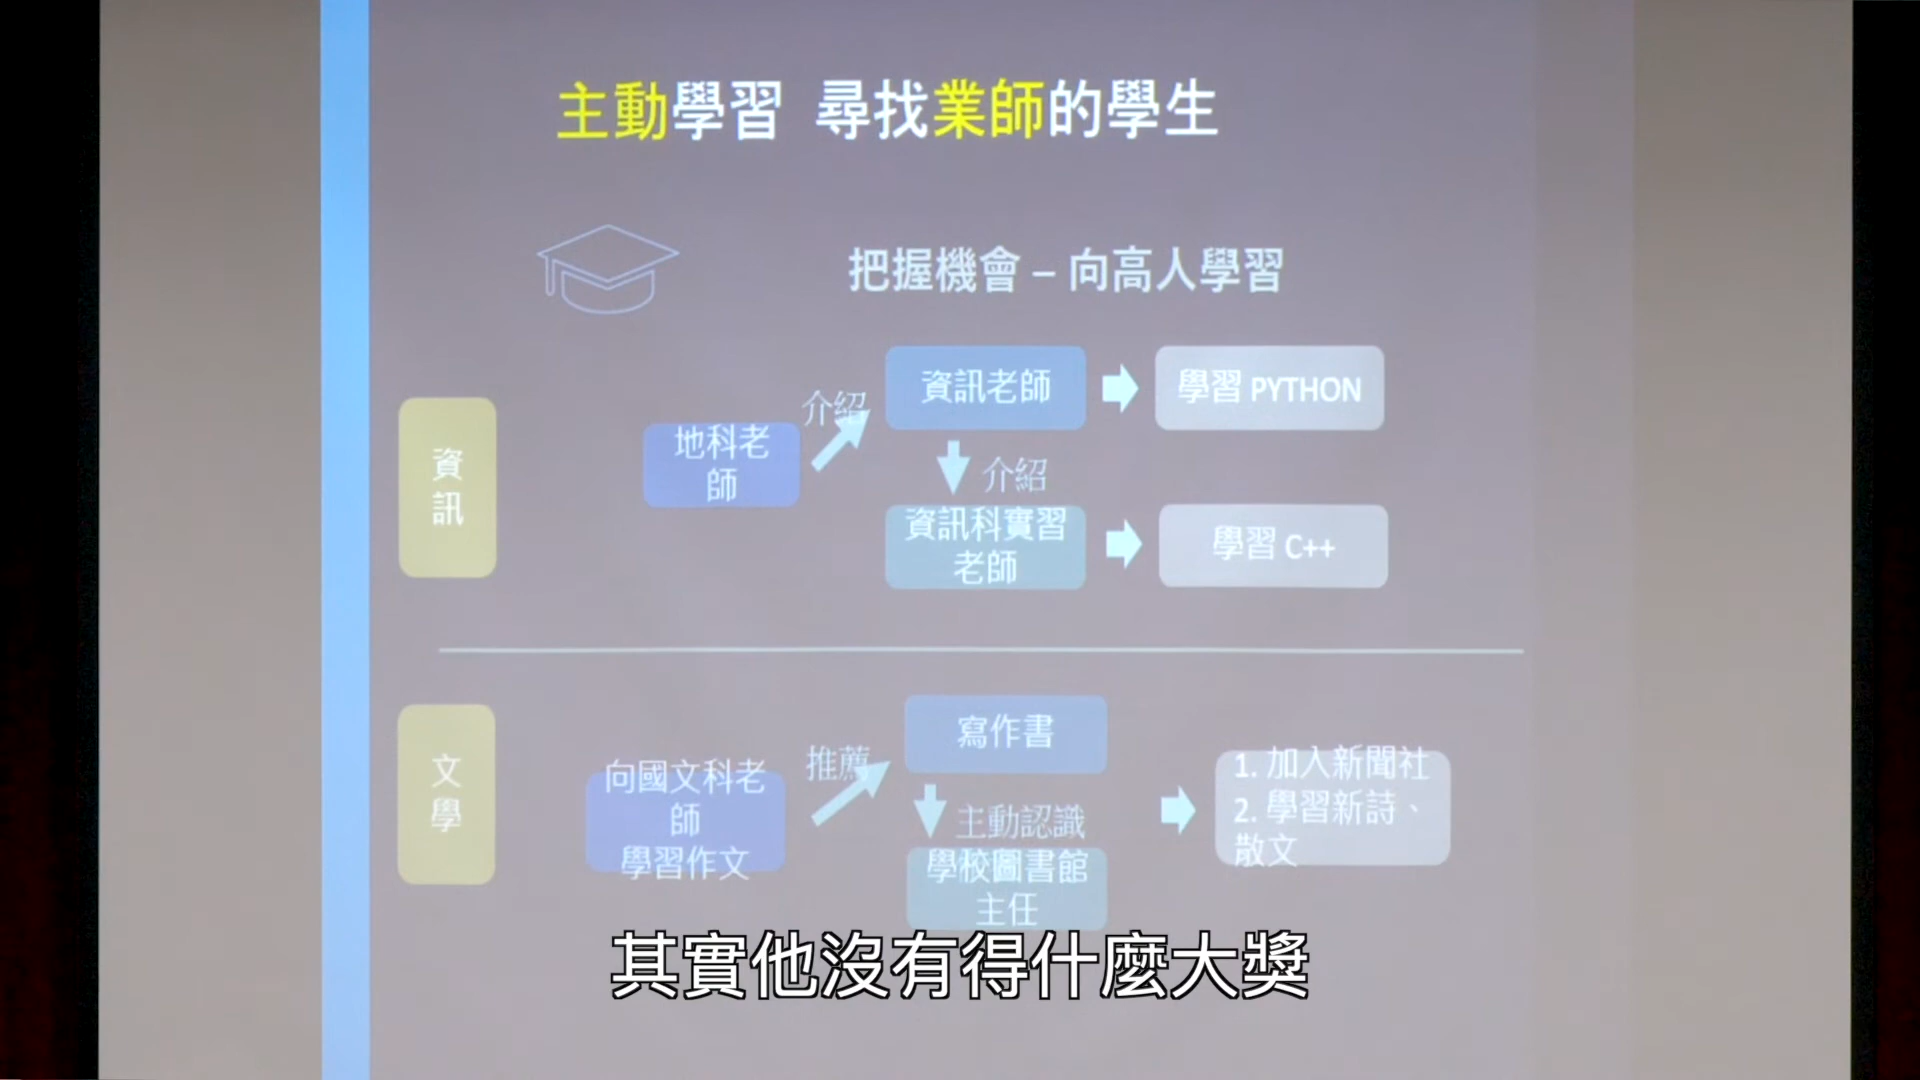 主動學習 尋找業師的學生
把握機會 – 向高人學習
資
訊
地科老
師
介紹
資訊老師
學習 PYTHON
介紹
資訊科實習
老師
學習 C++
文
學
向國文科老
師
學習作文
推薦
寫作書
主動認識
學校圖書館
主任
1. 加入新聞社
2. 學習新詩、
散文
其實他沒有得什麼大獎